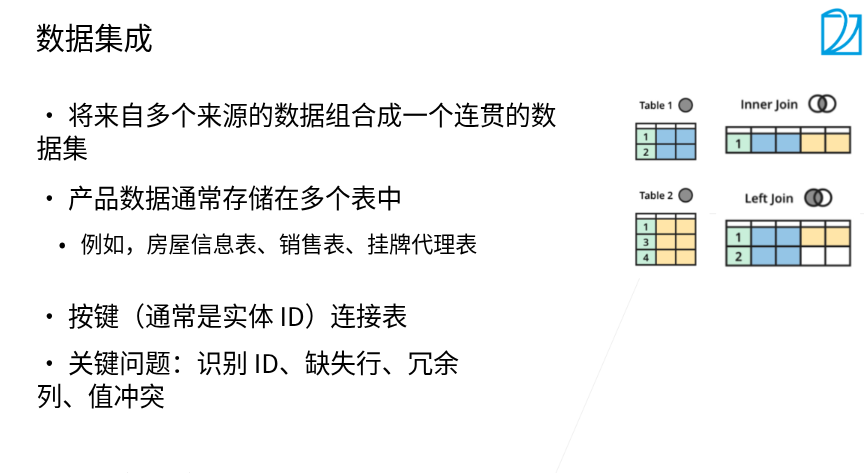 数据集成
• 将来自多个来源的数据组合成一个连贯的数
据集
• 产品数据通常存储在多个表中
• 例如，房屋信息表、销售表、挂牌代理表
• 按键（通常是实体 ID）连接表
• 关键问题：识别 ID、缺失行、冗余
列、值冲突
Table 1
1
2
Inner Join
1
Table 2
1
3
4
Left Join
1
2